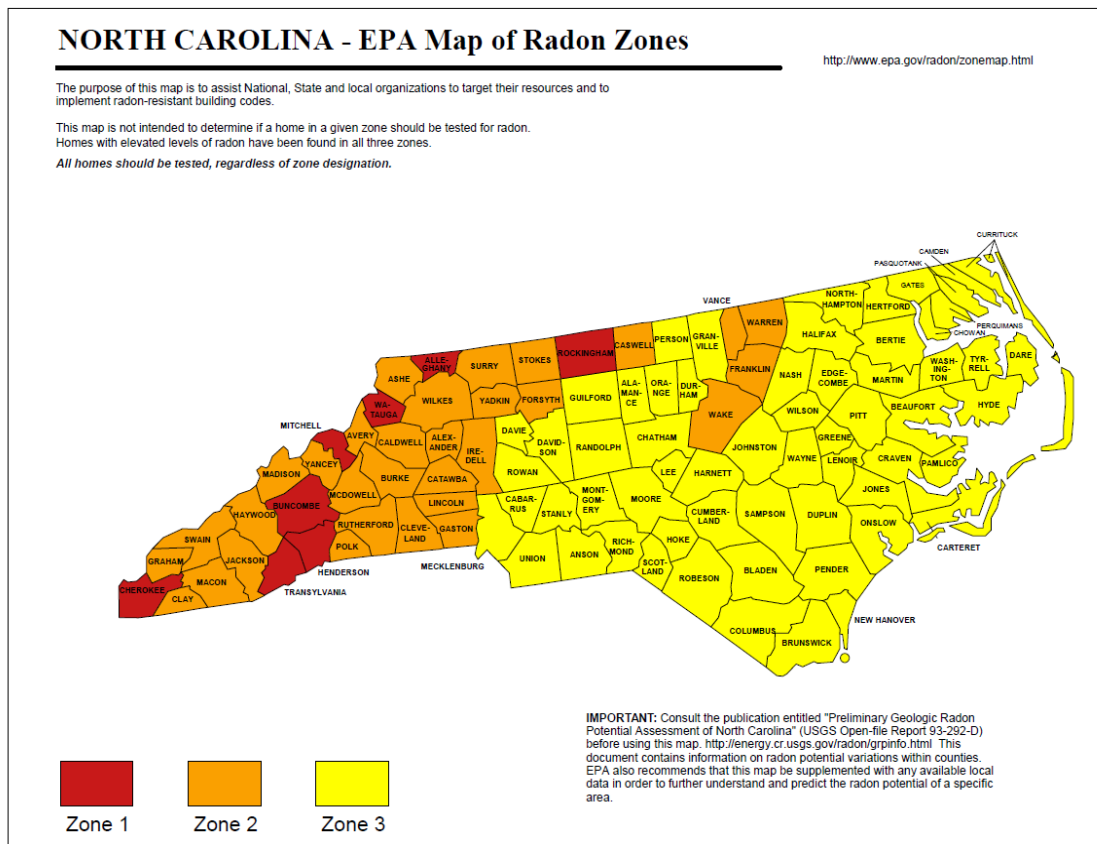 NORTH CAROLINA - EPA Map of Radon Zones
http://www.epa.gov/radon/zonemap.html
The purpose of this map is to assist National, State and local organizations to target their resources and to
implement radon-resistant building codes.
This map is not intended to determine if a home in a given zone should be tested for radon.
Homes with elevated levels of radon have been found in all three zones.
All homes should be tested, regardless of zone designation.
CURRITUCK
CAMDEN
PASQUOTANK
GATES
VANCE
NORTH-
HAMPTON
HERTFORD
PERQUIMANS
CHOWAN
WARREN
HALIFAX
BERTIE
PERSON
GRAN-
VILLE
CASWELL
ROCKINGHAM
STOKES
SURRY
ALLE-
GHANY
ASHE
WASH-
ING-
TON
TYR-
RELL
DARE
FRANKLIN
NASH
EDGE-
COMBE
MARTIN
WA-
TAUGA
WILKES
YADKIN
FORSYTH
GUILFORD
ALA-
MAN-
CE
OR-
ANGE
DUR-
HAM
WAKE
WILSON
PITT
BEAUFORT
HYDE
MITCHELL
AVERY
CALDWELL
ALEX-
ANDER
IRE-
DELL
DAVIE
DAVID-
SON
RANDOLPH
CHATHAM
JOHNSTON
GREENE
WAYNE
LENOIR
CRAVEN
PAMLICO
MADISON
YANCEY
BURKE
CATAWBA
ROWAN
LEE
HARNETT
MCDOWELL
BUNCOMBE
HAYWOOD
LINCOLN
CABAR-
RUS
STANLY
MONT-
GOM-
ERY
MOORE
CUMBER-
LAND
SAMPSON
DUPLIN
JONES
ONSLOW
CARTERET
SWAIN
RUTHERFORD
CLEVE-
LAND
GASTON
GRAHAM
JACKSON
POLK
HENDERSON
MECKLENBURG
UNION
ANSON
RICH-
MOND
HOKE
SCOT-
LAND
CHEROKEE
MACON
CLAY
TRANSYLVANIA
ROBESON
BLADEN
PENDER
COLUMBUS
BRUNSWICK
NEW HANOVER
IMPORTANT: Consult the publication entitled "Preliminary Geologic Radon
Potential Assessment of North Carolina" (USGS Open-file Report 93-292-D)
before using this map. http://energy.cr.usgs.gov/radon/grpinfo.html This
document contains information on radon potential variations within counties.
EPA also recommends that this map be supplemented with any available local
data in order to further understand and predict the radon potential of a specific
area.
Zone 1
Zone 2
Zone 3